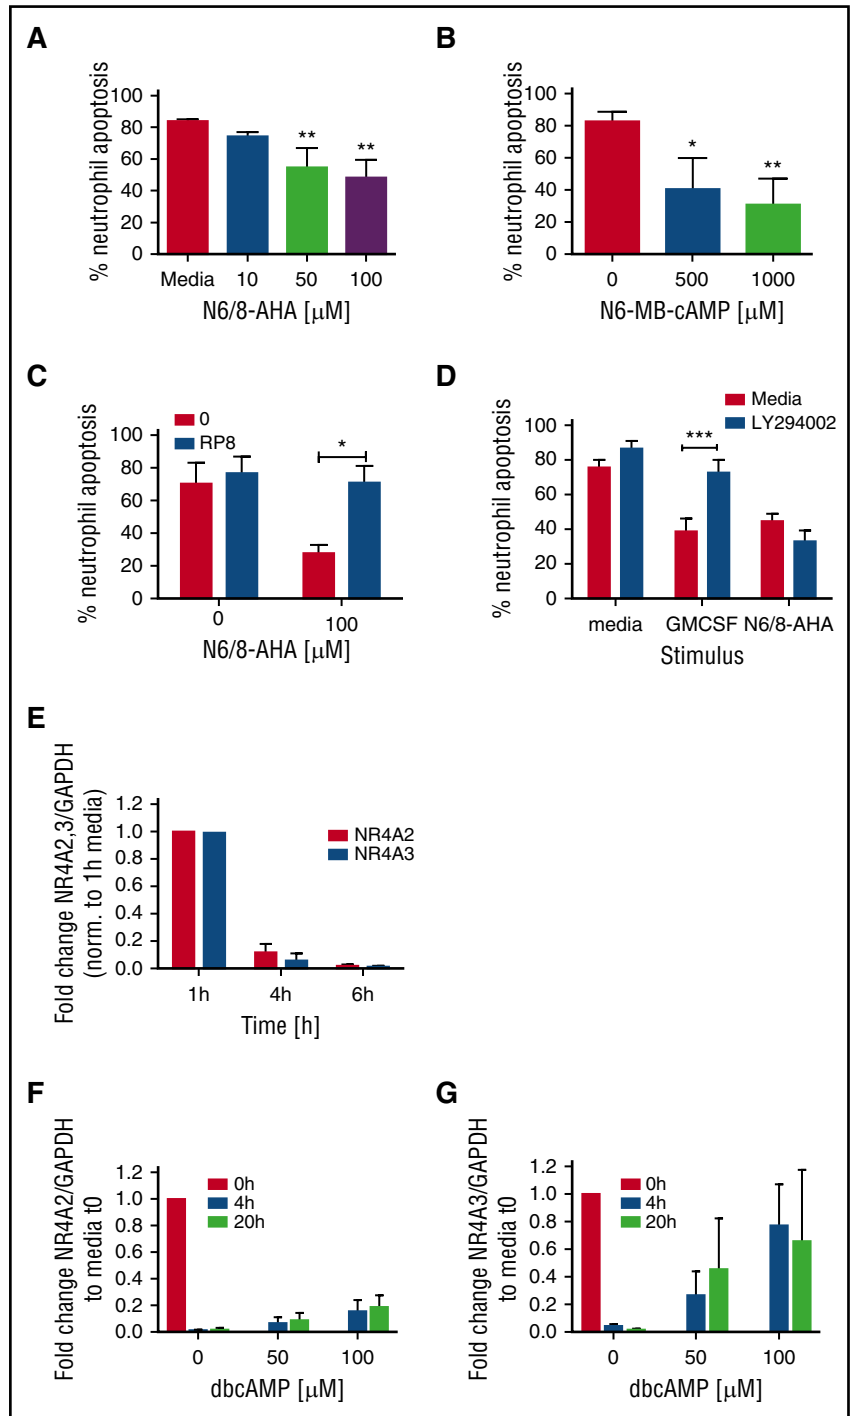 A
% neutrophil apoptosis
100
80
60
40
20
0
** **
Media 10 50 100
N6/8-AHA [μM]
B
% neutrophil apoptosis
100
80
60
40
20
0
* **
0 500 1000
N6-MB-cAMP [μM]
C
% neutrophil apoptosis
0
RP8
100
80
60
40
20
0
*
0 100
N6/8-AHA [μM]
D
% neutrophil apoptosis
Media
LY294002
100
80
60
40
20
0
***
media GMCSF N6/8-AHA
Stimulus
E
Fold change NR4A2,3/GAPDH
(norm. to 1h media)
1.2
1.0
0.8
0.6
0.4
0.2
0.0
NR4A2
NR4A3
1h 4h 6h
Time [h]
F
Fold change NR4A2/GAPDH
to media t0
1.2
1.0
0.8
0.6
0.4
0.2
0.0
0h
4h
20h
0 50 100
dbcAMP [μM]
G
Fold change NR4A3/GAPDH
to media t0
1.2
1.0
0.8
0.6
0.4
0.2
0.0
0h
4h
20h
0 50 100
dbcAMP [μM]